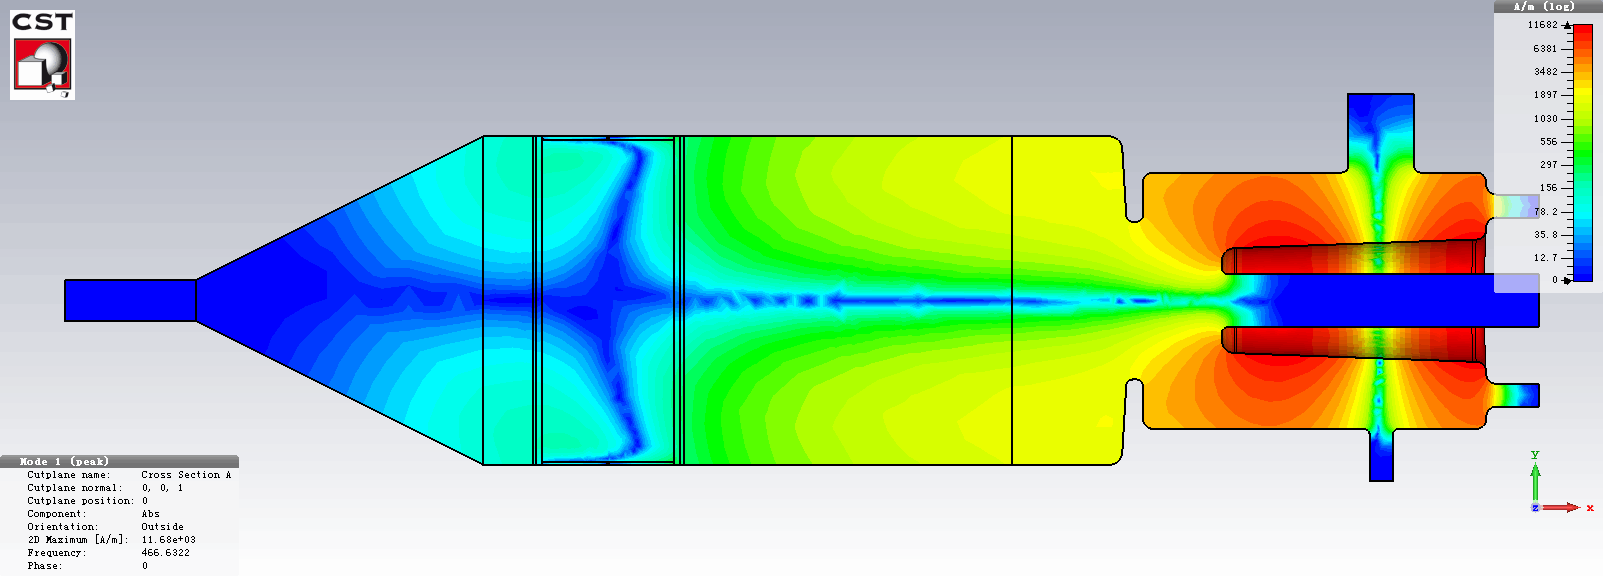 CST
A/m (log)
11682
6381
3482
1897
1030
556
297
156
78.2
35.8
12.7
0
Mode 1 (peak)
Cutplane name: Cross Section A
Cutplane normal: 0, 0, 1
Cutplane position: 0
Component: Abs
Orientation: Outside
2D Maximum [A/m]: 11.68e+03
Frequency: 466.6322
Phase: 0
y
z
x